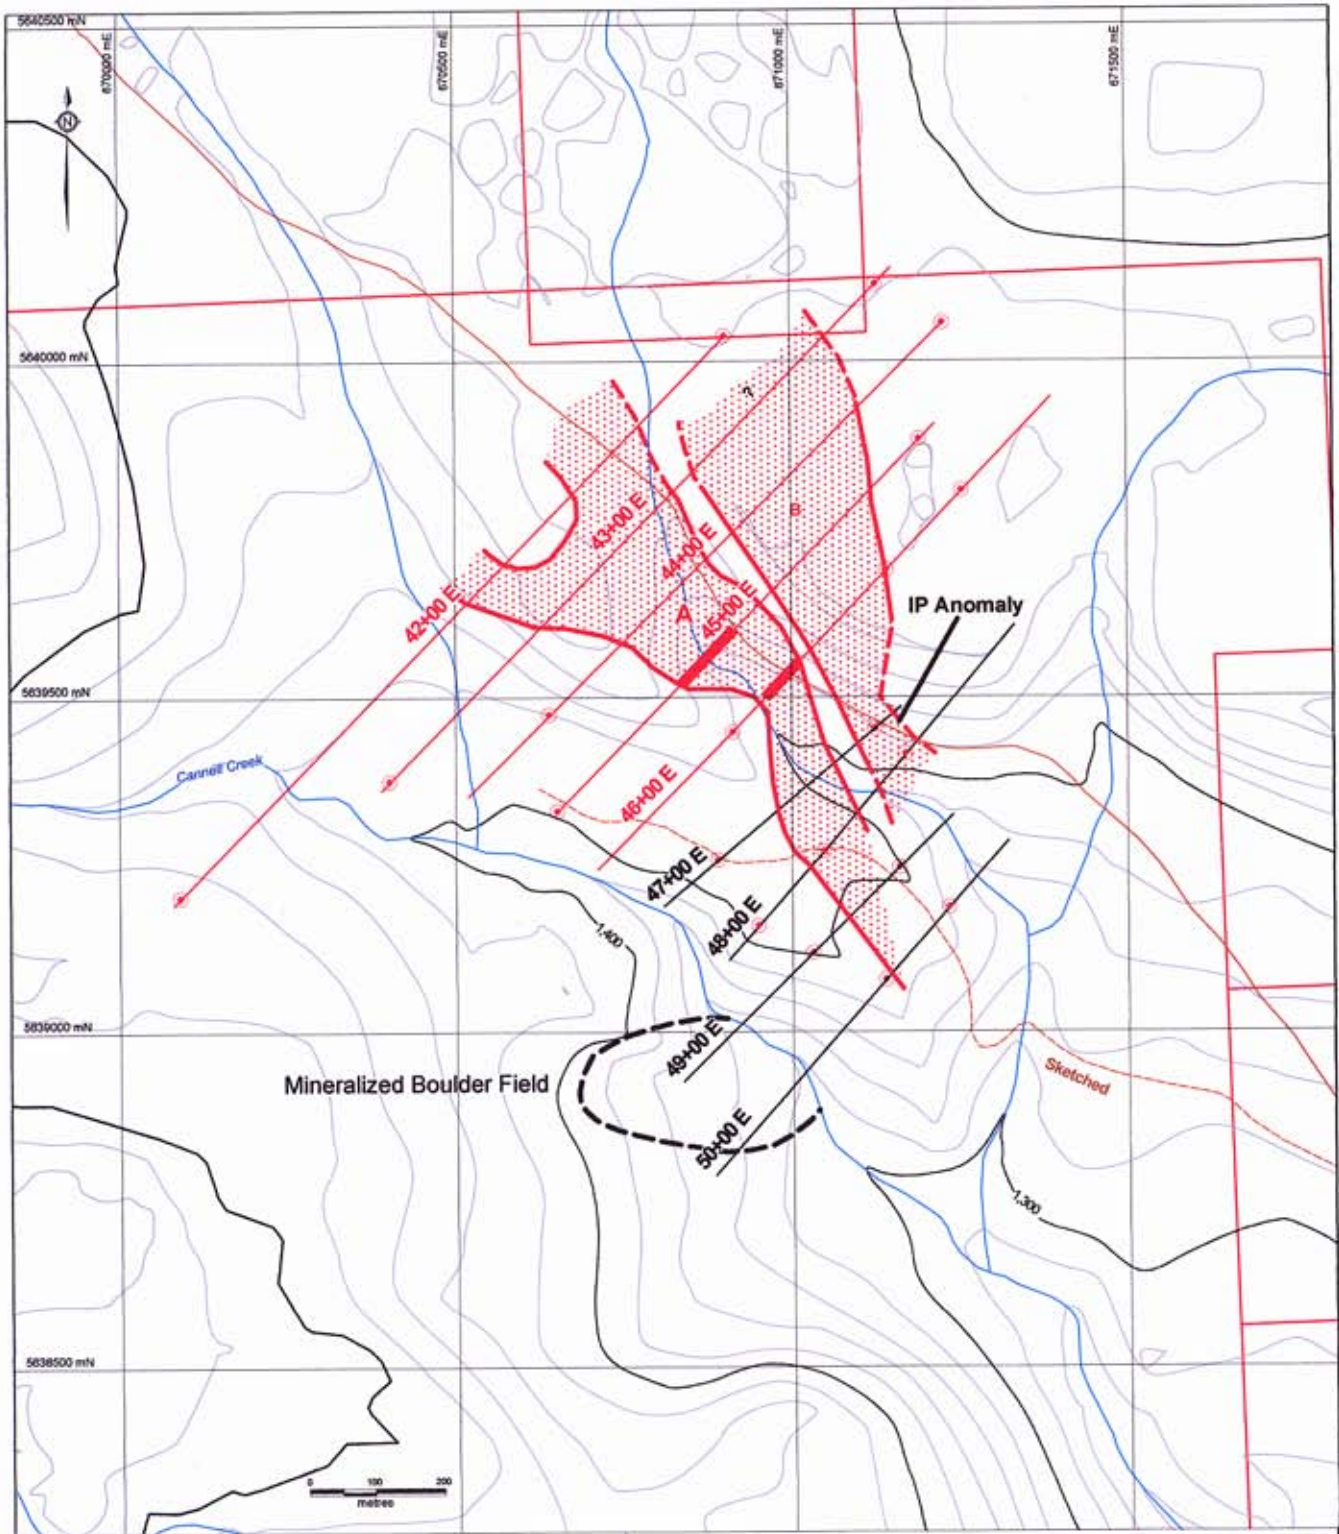 5640500 mN
670000 mE
670500 mE
671000 mE
671500 mE
N
5640000 mN
?
B
43+00 E
44+00 E
42+00 E
A
45+00 E
IP Anomaly
5639500 mN
Cannell Creek
46+00 E
47+00 E
48+00 E
1,400
5639000 mN
49+00 E
Mineralized Boulder Field
Sketched
50+00 E
1,300
5638500 mN
0 100 200
metres